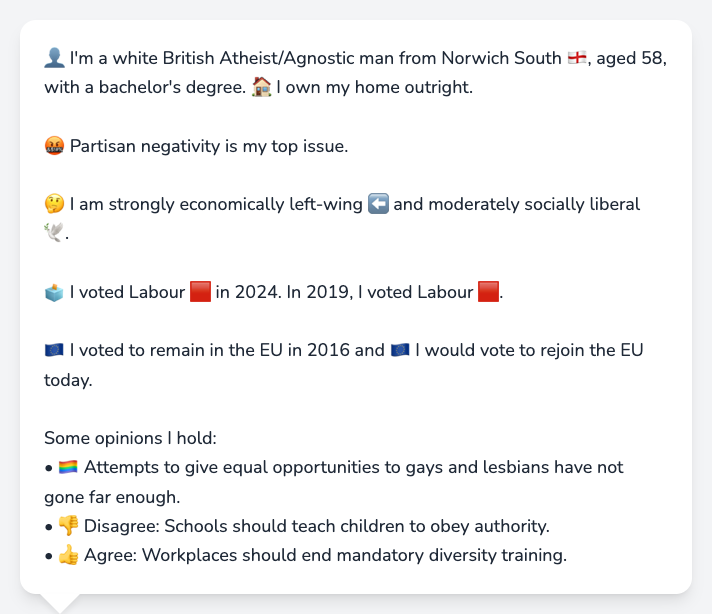 👤 I'm a white British Atheist/Agnostic man from Norwich South 🏴󠁧󠁢󠁥󠁮󠁧󠁿, aged 58,
with a bachelor's degree. 🏠 I own my home outright.
🤬 Partisan negativity is my top issue.
🤔 I am strongly economically left-wing ⬅️ and moderately socially liberal
🕊️.
🗳️ I voted Labour 🟥 in 2024. In 2019, I voted Labour 🟥.
🇪🇺 I voted to remain in the EU in 2016 and 🇪🇺 I would vote to rejoin the EU
today.
Some opinions I hold:
• 🏳️‍🌈 Attempts to give equal opportunities to gays and lesbians have not
gone far enough.
• 👎 Disagree: Schools should teach children to obey authority.
• 👍 Agree: Workplaces should end mandatory diversity training.